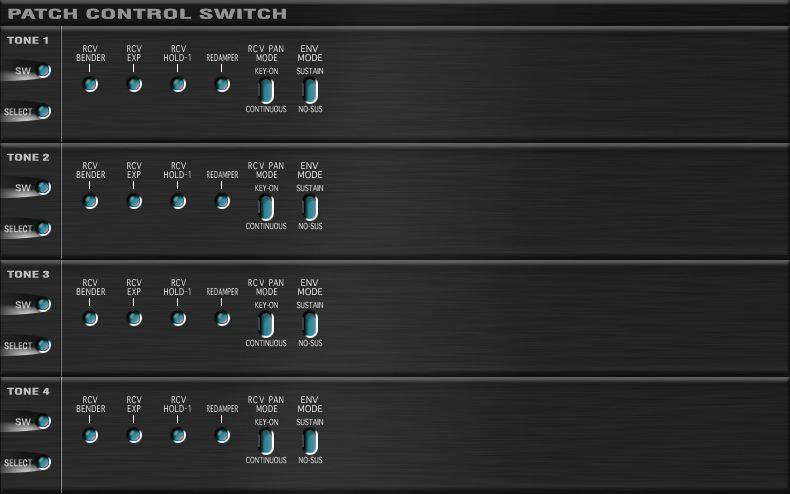 PATCH CONTROL SWITCH
TONE 1
RCV BENDER
RCV EXP
RCV HOLD-1
REDAMPER
RCV PAN MODE
ENV MODE
KEY-ON
SUSTAIN
SW
CONTINUOUS
NO-SUS
SELECT
TONE 2
RCV BENDER
RCV EXP
RCV HOLD-1
REDAMPER
RCV PAN MODE
ENV MODE
KEY-ON
SUSTAIN
SW
CONTINUOUS
NO-SUS
SELECT
TONE 3
RCV BENDER
RCV EXP
RCV HOLD-1
REDAMPER
RCV PAN MODE
ENV MODE
KEY-ON
SUSTAIN
SW
CONTINUOUS
NO-SUS
SELECT
TONE 4
RCV BENDER
RCV EXP
RCV HOLD-1
REDAMPER
RCV PAN MODE
ENV MODE
KEY-ON
SUSTAIN
SW
CONTINUOUS
NO-SUS
SELECT